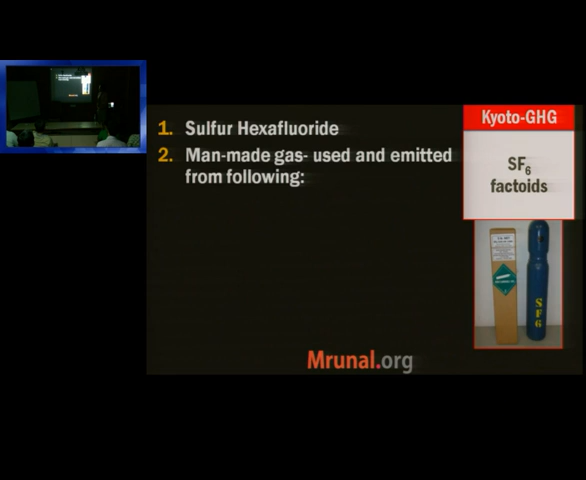 Kyoto-GHG
SF6
factoids
1. Sulfur Hexafluoride
2. Man-made gas- used and emitted
from following:
SF6
Mrunal.org